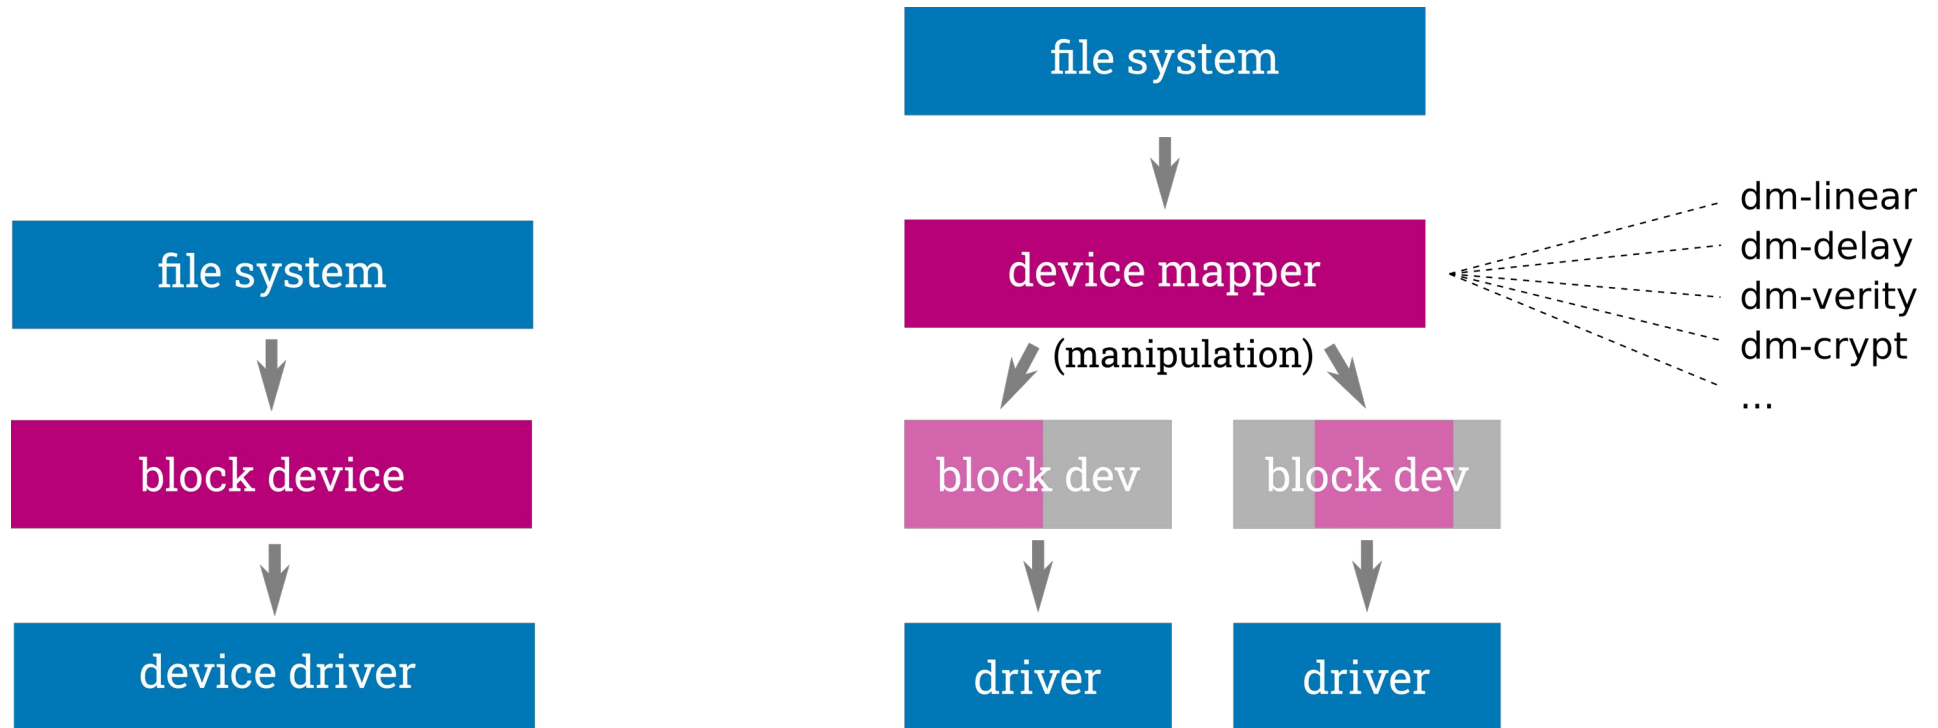 file system
block device
device driver
file system
device mapper
(manipulation)
block dev
block dev
driver
driver
dm-linear
dm-delay
dm-verity
dm-crypt
...